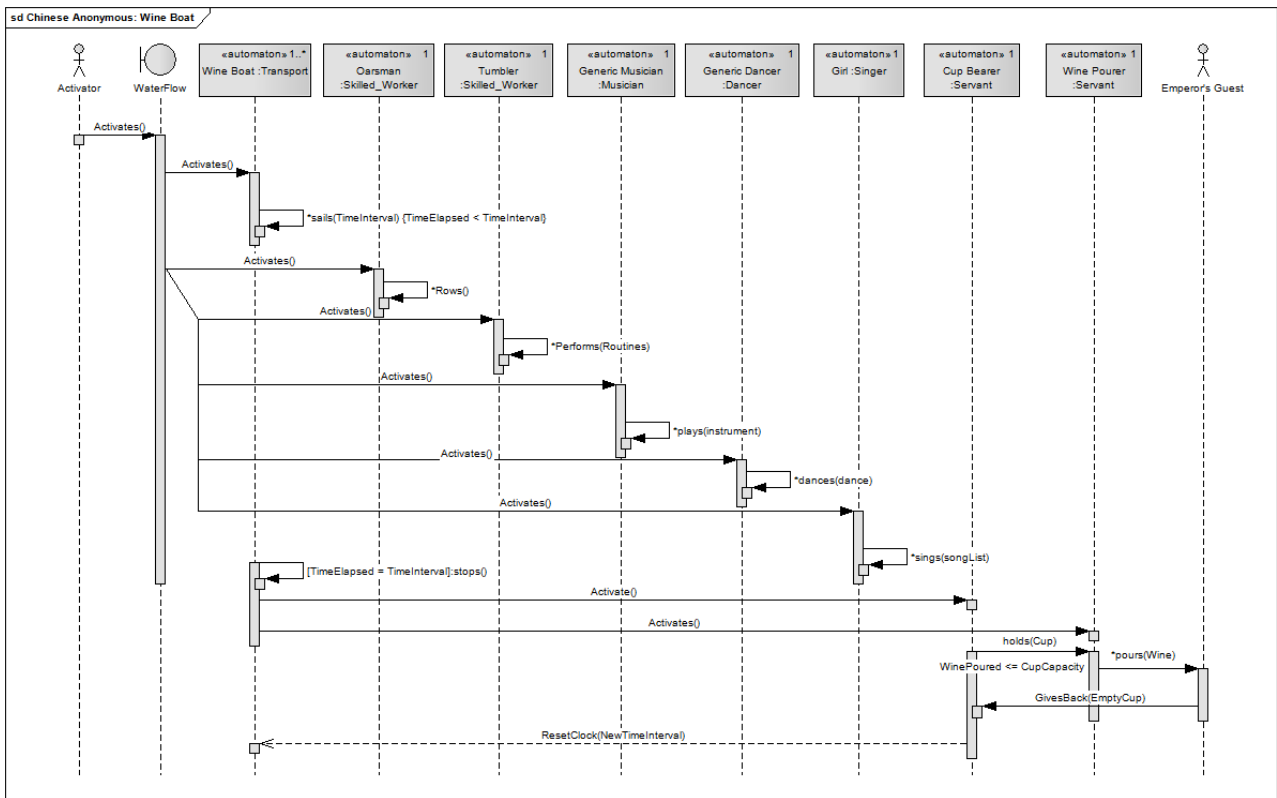 sd Chinese Anonymous: Wine Boat
Activator
WaterFlow
«automaton» 1..*
Wine Boat :Transport
«automaton» 1
Oarsman
:Skilled_Worker
«automaton» 1
Tumbler
:Skilled_Worker
«automaton» 1
Generic Musician
:Musician
«automaton» 1
Generic Dancer
:Dancer
«automaton» 1
Girl :Singer
«automaton» 1
Cup Bearer
:Servant
«automaton» 1
Wine Pourer
:Servant
Emperor's Guest
Activates()
Activates()
*sails(TimeInterval) {TimeElapsed < TimeInterval}
Activates()
*Rows()
Activates()
*Performs(Routines)
Activates()
*plays(instrument)
Activates()
*dances(dance)
Activates()
*sings(songList)
[TimeElapsed = TimeInterval]:stops()
Activate()
Activates()
holds(Cup)
*pours(Wine)
WinePoured <= CupCapacity
GivesBack(EmptyCup)
ResetClock(NewTimeInterval)